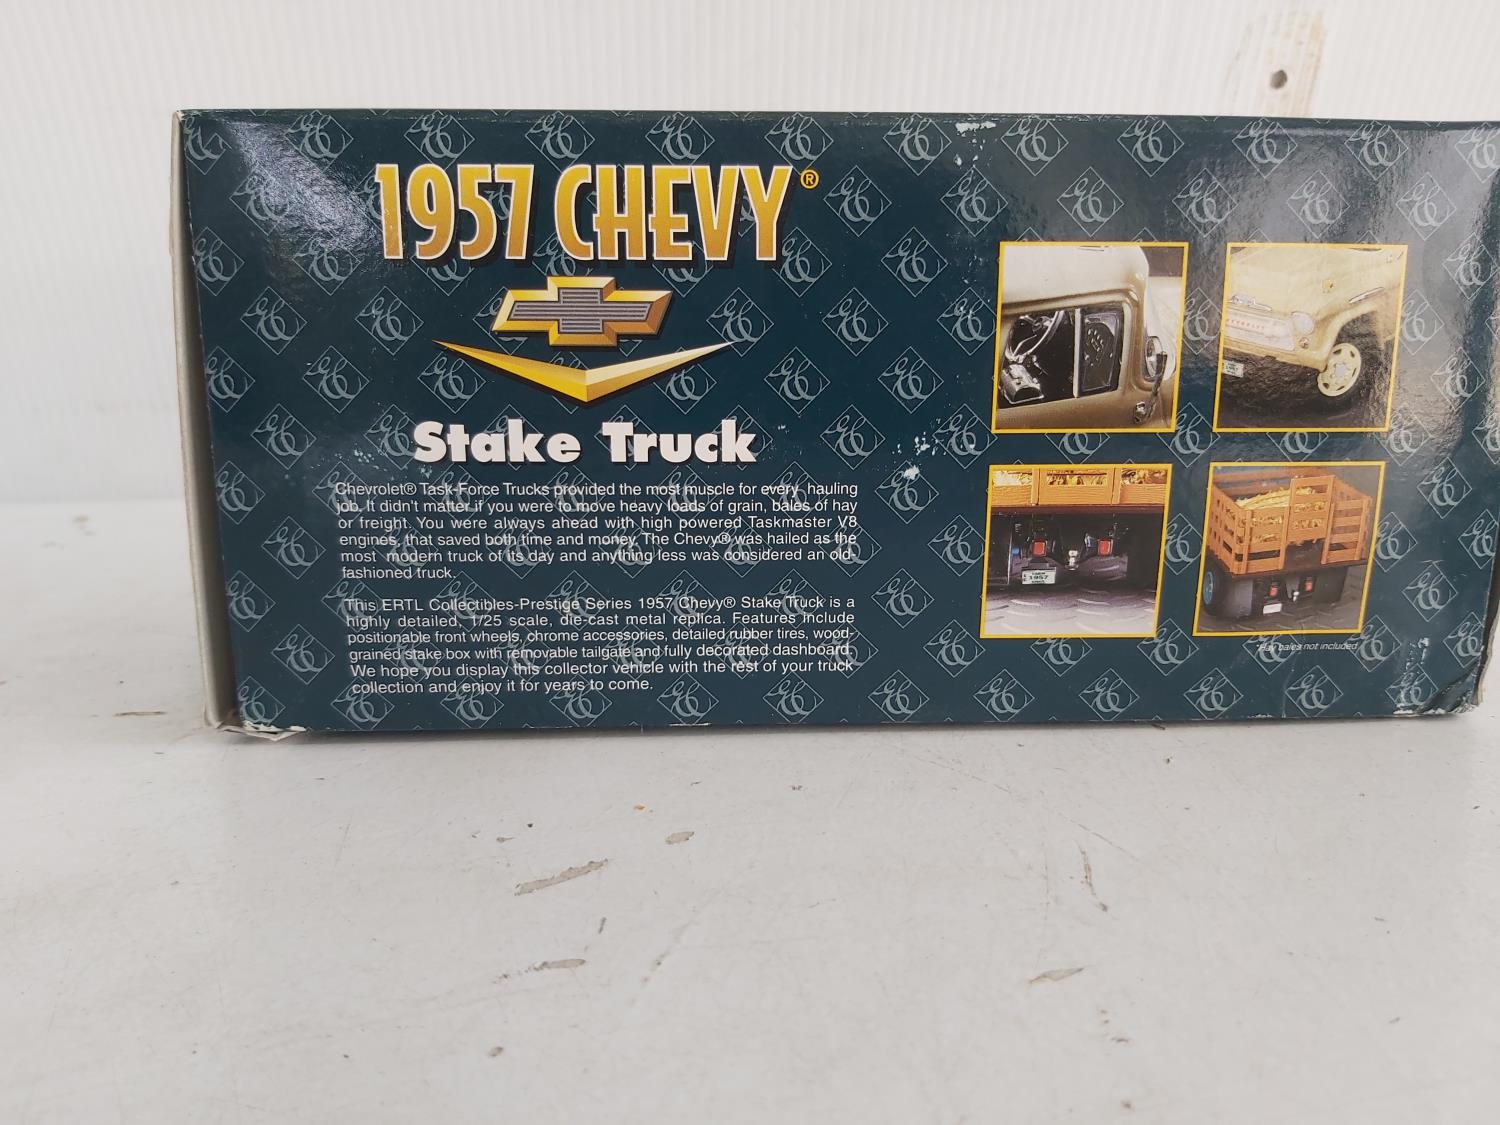 1957 CHEVY®
Stake Truck
Chevrolet® Task-Force Trucks provided the most muscle for every hauling
job. It didn't matter if you were to move heavy loads of grain, bales of hay
or freight. You were always ahead with high powered Taskmaster V8
engines, that saved both time and money. The Chevy® was hailed as the
most modern truck of its day and anything less was considered an old-
fashioned truck.
This ERTL Collectibles-Prestige Series 1957 Chevy® Stake Truck is a
highly detailed, 1/25 scale, die-cast metal replica. Features include
positionable front wheels, chrome accessories, detailed rubber tires, wood-
grained stake box with removable tailgate and fully decorated dashboard.
We hope you display this collector vehicle with the rest of your truck
collection and enjoy it for years to come.
CHEVROLET
1957
*Hay bales not included